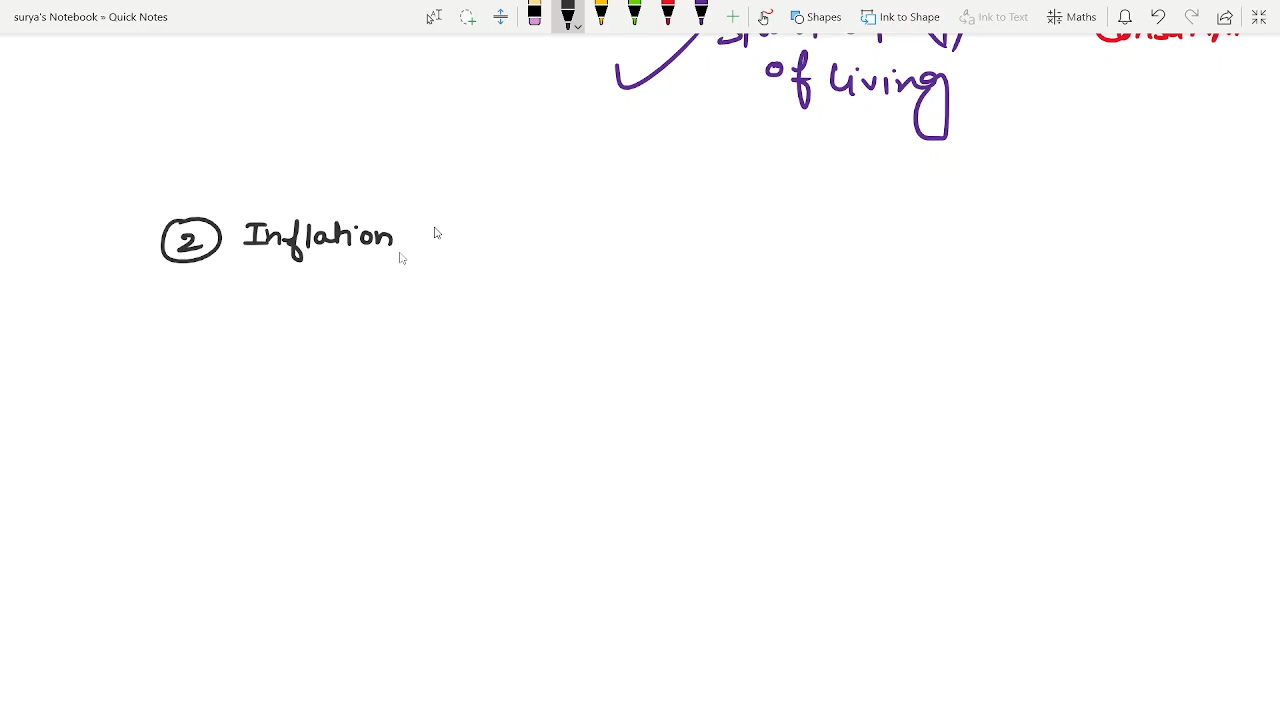 surya's Notebook » Quick Notes
Shapes
Ink to Shape
Ink to Text
Maths
of living
2 Inflation